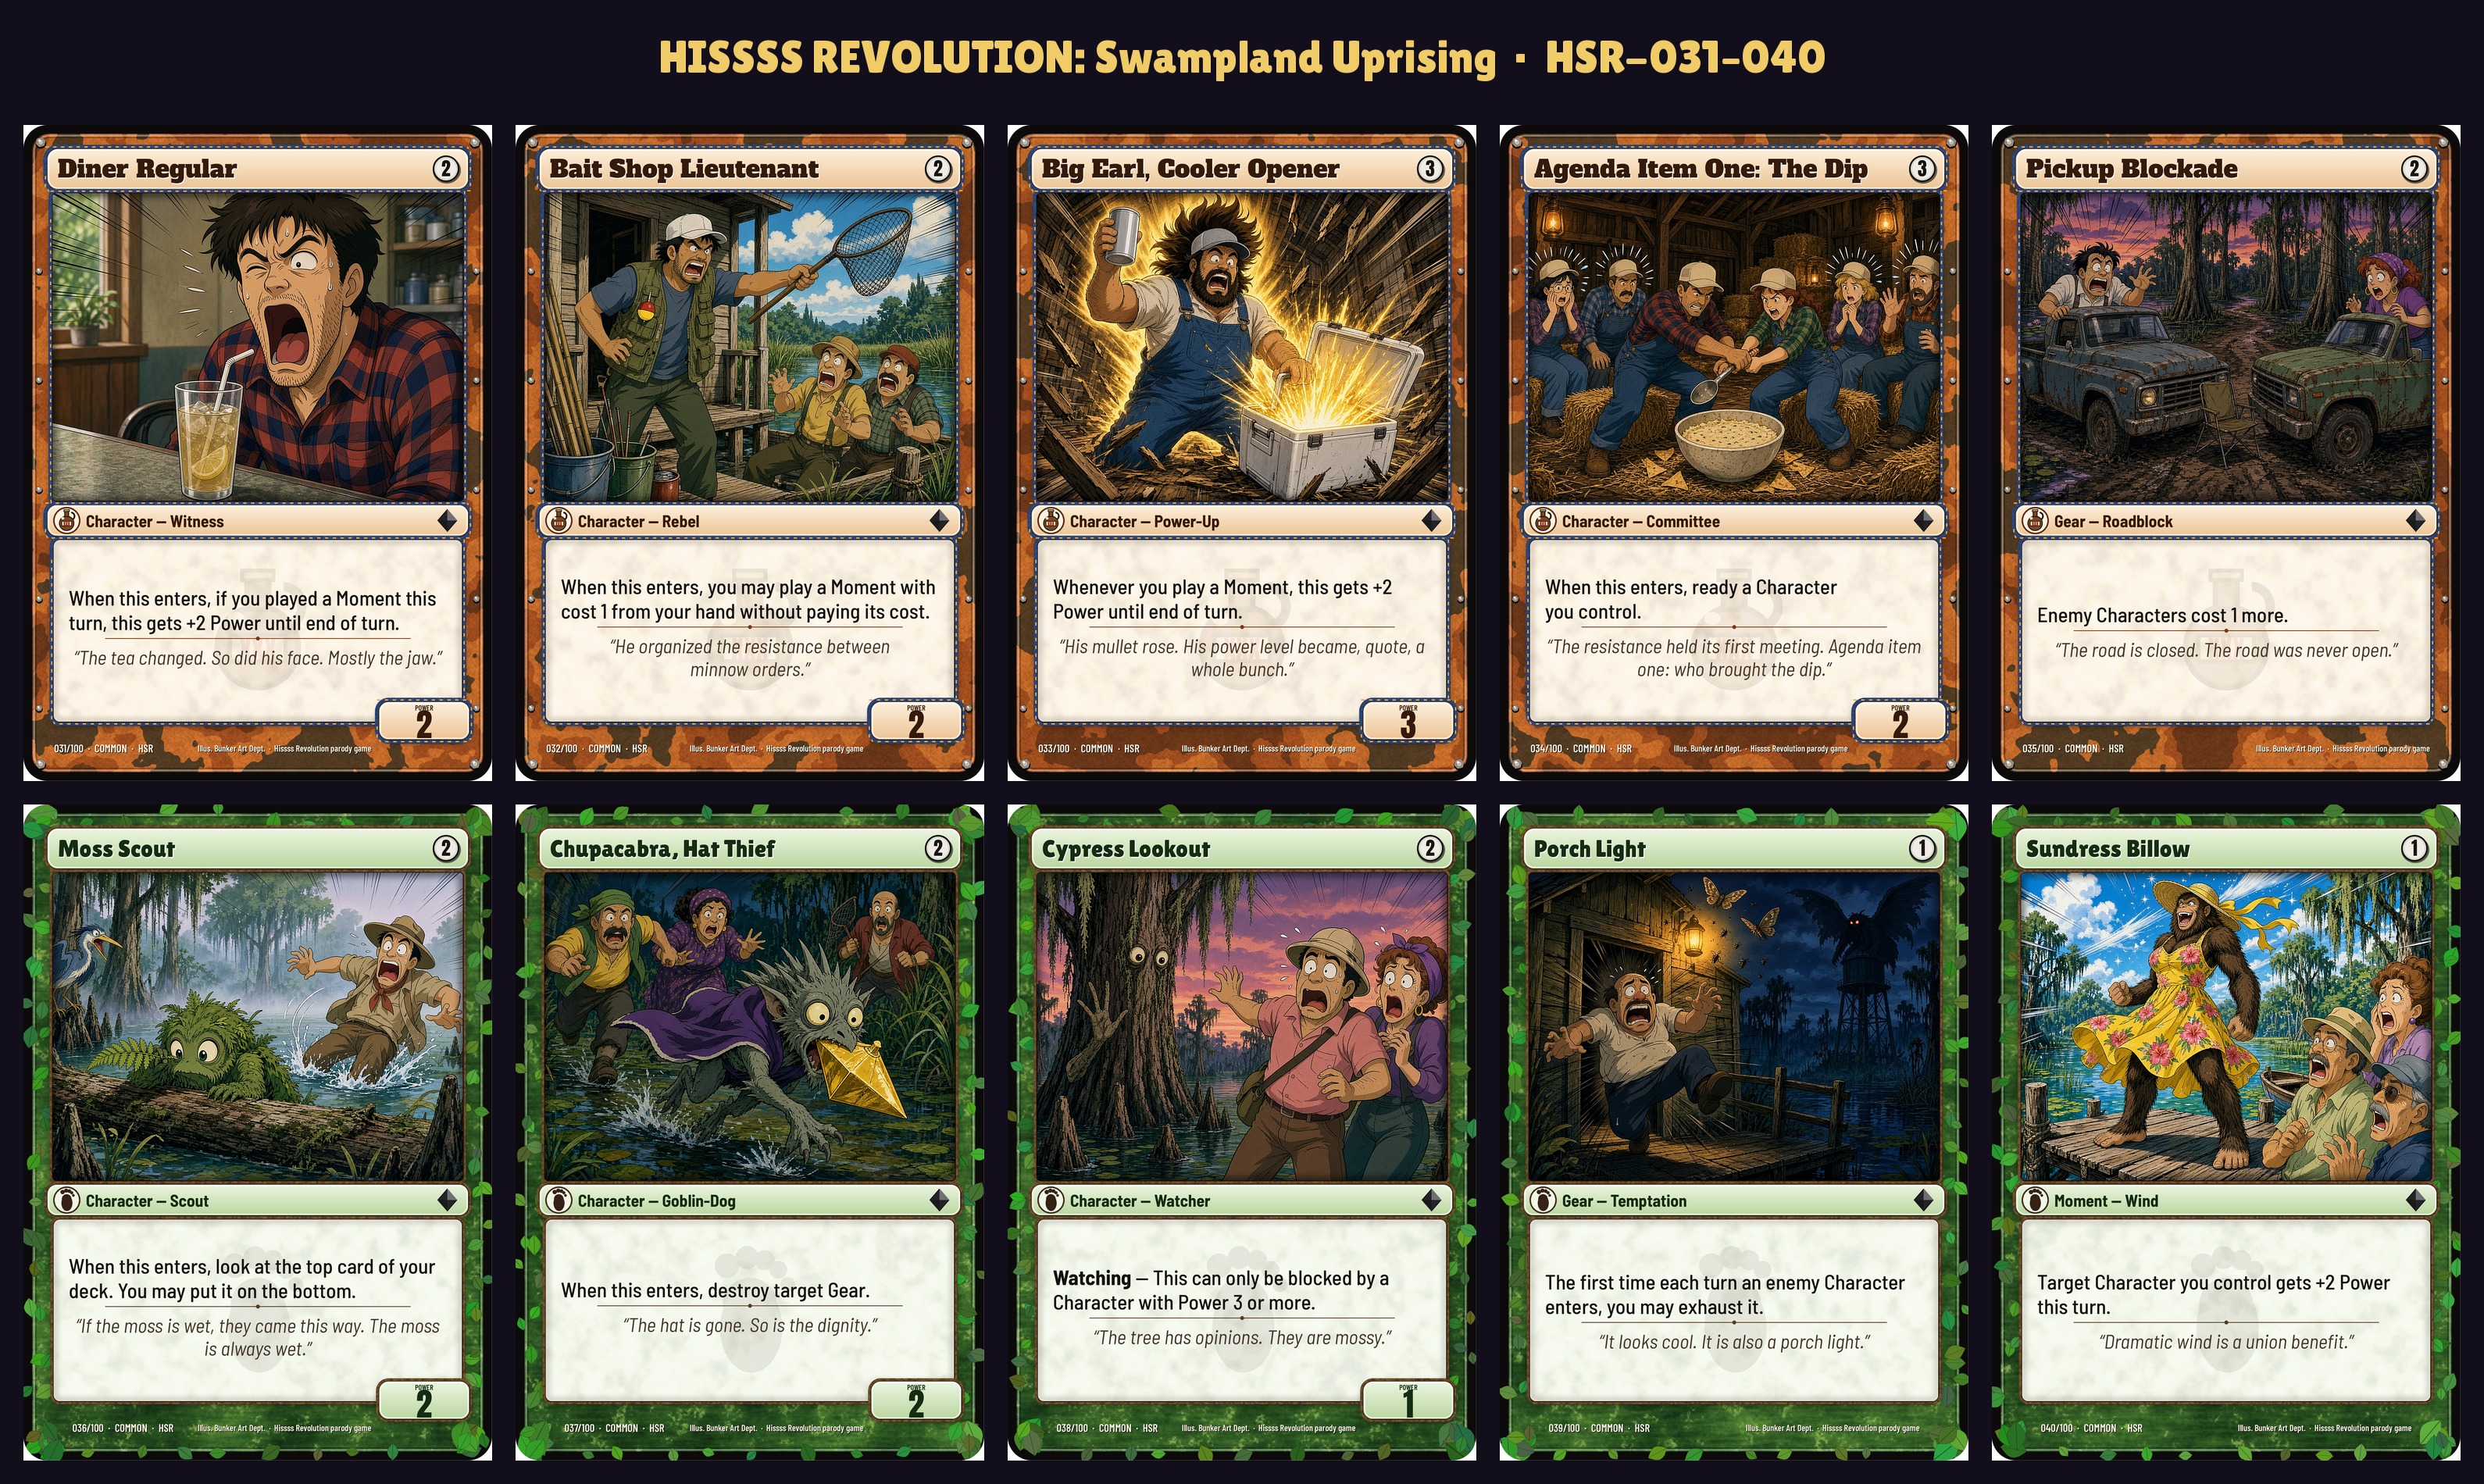 HISSSS REVOLUTION: Swampland Uprising · HSR-031-040
Diner Regular 2
Character – Witness
When this enters, if you played a Moment this
turn, this gets +2 Power until end of turn.
“The tea changed. So did his face. Mostly the jaw.”
POWER
2
031/100 · COMMON · HSR Illus. Bunker Art Dept. · Hissss Revolution parody game
Bait Shop Lieutenant 2
Character – Rebel
When this enters, you may play a Moment with
cost 1 from your hand without paying its cost.
“He organized the resistance between
minnow orders.”
POWER
2
032/100 · COMMON · HSR Illus. Bunker Art Dept. · Hissss Revolution parody game
Big Earl, Cooler Opener 3
Character – Power-Up
Whenever you play a Moment, this gets +2
Power until end of turn.
“His mullet rose. His power level became, quote, a
whole bunch.”
POWER
3
033/100 · COMMON · HSR Illus. Bunker Art Dept. · Hissss Revolution parody game
Agenda Item One: The Dip 3
Character – Committee
When this enters, ready a Character
you control.
“The resistance held its first meeting. Agenda item
one: who brought the dip.”
POWER
2
034/100 · COMMON · HSR Illus. Bunker Art Dept. · Hissss Revolution parody game
Pickup Blockade 2
Gear – Roadblock
Enemy Characters cost 1 more.
“The road is closed. The road was never open.”
035/100 · COMMON · HSR Illus. Bunker Art Dept. · Hissss Revolution parody game
Moss Scout 2
Character – Scout
When this enters, look at the top card of your
deck. You may put it on the bottom.
“If the moss is wet, they came this way. The moss
is always wet.”
POWER
2
036/100 · COMMON · HSR Illus. Bunker Art Dept. · Hissss Revolution parody game
Chupacabra, Hat Thief 2
Character – Goblin-Dog
When this enters, destroy target Gear.
“The hat is gone. So is the dignity.”
POWER
2
037/100 · COMMON · HSR Illus. Bunker Art Dept. · Hissss Revolution parody game
Cypress Lookout 2
Character – Watcher
Watching – This can only be blocked by a
Character with Power 3 or more.
“The tree has opinions. They are mossy.”
POWER
1
038/100 · COMMON · HSR Illus. Bunker Art Dept. · Hissss Revolution parody game
Porch Light 1
Gear – Temptation
The first time each turn an enemy Character
enters, you may exhaust it.
“It looks cool. It is also a porch light.”
039/100 · COMMON · HSR Illus. Bunker Art Dept. · Hissss Revolution parody game
Sundress Billow 1
Moment – Wind
Target Character you control gets +2 Power
this turn.
“Dramatic wind is a union benefit.”
040/100 · COMMON · HSR Illus. Bunker Art Dept. · Hissss Revolution parody game